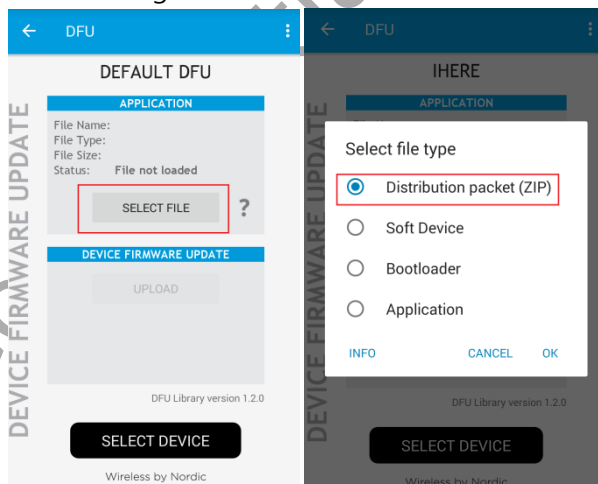 DFU
DEFAULT DFU
DEVICE FIRMWARE UPDATE
APPLICATION
File Name:
File Type:
File Size:
Status: File not loaded
SELECT FILE ?
DEVICE FIRMWARE UPDATE
UPLOAD
DFU Library version 1.2.0
SELECT DEVICE
Wireless by Nordic
DFU
IHERE
DEVICE FIRMWARE UPDATE
APPLICATION
Select file type
Distribution packet (ZIP)
Soft Device
Bootloader
Application
INFO CANCEL OK
DFU Library version 1.2.0
SELECT DEVICE
Wireless by Nordic